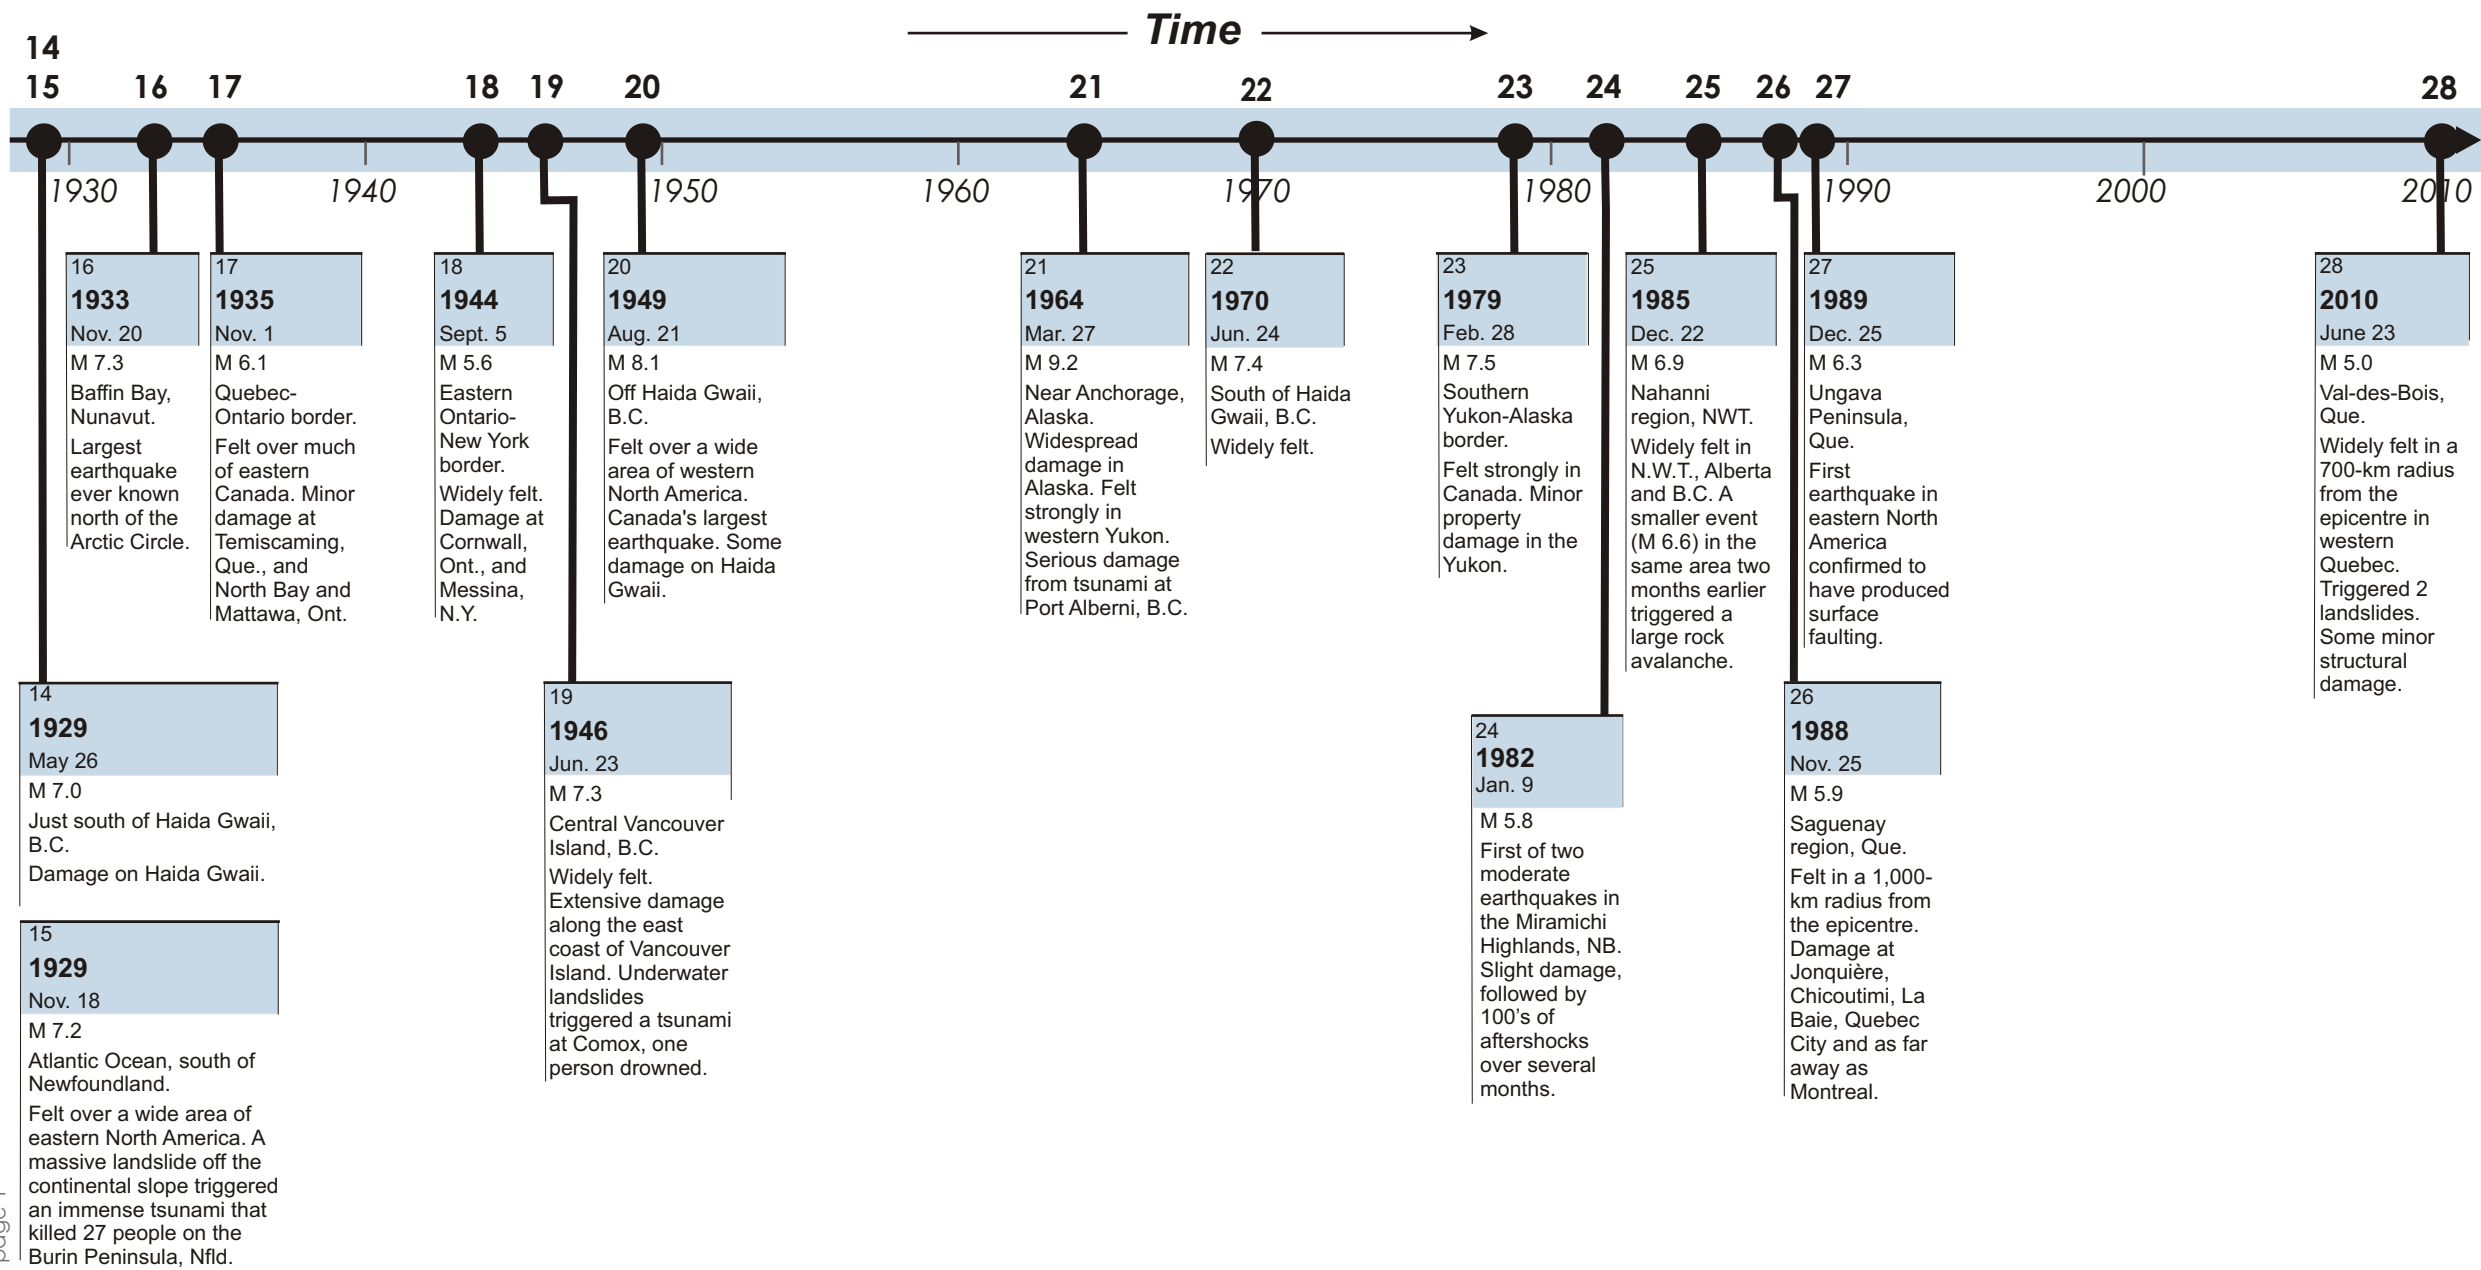 Time
14
15 16 17 18 19 20 21 22 23 24 25 26 27 28
1930 1940 1950 1960 1970 1980 1990 2000 2010
16
1933
Nov. 20
M 7.3
Baffin Bay,
Nunavut.
Largest
earthquake
ever known
north of the
Arctic Circle.
17
1935
Nov. 1
M 6.1
Quebec-
Ontario border.
Felt over much
of eastern
Canada. Minor
damage at
Temiscaming,
Que., and
North Bay and
Mattawa, Ont.
18
1944
Sept. 5
M 5.6
Eastern
Ontario-
New York
border.
Widely felt.
Damage at
Cornwall,
Ont., and
Messina,
N.Y.
20
1949
Aug. 21
M 8.1
Off Haida Gwaii,
B.C.
Felt over a wide
area of western
North America.
Canada's largest
earthquake. Some
damage on Haida
Gwaii.
21
1964
Mar. 27
M 9.2
Near Anchorage,
Alaska.
Widespread
damage in
Alaska. Felt
strongly in
western Yukon.
Serious damage
from tsunami at
Port Alberni, B.C.
22
1970
Jun. 24
M 7.4
South of Haida
Gwaii, B.C.
Widely felt.
23
1979
Feb. 28
M 7.5
Southern
Yukon-Alaska
border.
Felt strongly in
Canada. Minor
property
damage in the
Yukon.
25
1985
Dec. 22
M 6.9
Nahanni
region, NWT.
Widely felt in
N.W.T., Alberta
and B.C. A
smaller event
(M 6.6) in the
same area two
months earlier
triggered a
large rock
avalanche.
27
1989
Dec. 25
M 6.3
Ungava
Peninsula,
Que.
First
earthquake in
eastern North
America
confirmed to
have produced
surface
faulting.
28
2010
June 23
M 5.0
Val-des-Bois,
Que.
Widely felt in a
700-km radius
from the
epicentre in
western
Quebec.
Triggered 2
landslides.
Some minor
structural
damage.
14
1929
May 26
M 7.0
Just south of Haida Gwaii,
B.C.
Damage on Haida Gwaii.
15
1929
Nov. 18
M 7.2
Atlantic Ocean, south of
Newfoundland.
Felt over a wide area of
eastern North America. A
massive landslide off the
continental slope triggered
an immense tsunami that
killed 27 people on the
Burin Peninsula, Nfld.
19
1946
Jun. 23
M 7.3
Central Vancouver
Island, B.C.
Widely felt.
Extensive damage
along the east
coast of Vancouver
Island. Underwater
landslides
triggered a tsunami
at Comox, one
person drowned.
24
1982
Jan. 9
M 5.8
First of two
moderate
earthquakes in
the Miramichi
Highlands, NB.
Slight damage,
followed by
100's of
aftershocks
over several
months.
26
1988
Nov. 25
M 5.9
Saguenay
region, Que.
Felt in a 1,000-
km radius from
the epicentre.
Damage at
Jonquière,
Chicoutimi, La
Baie, Quebec
City and as far
away as
Montreal.